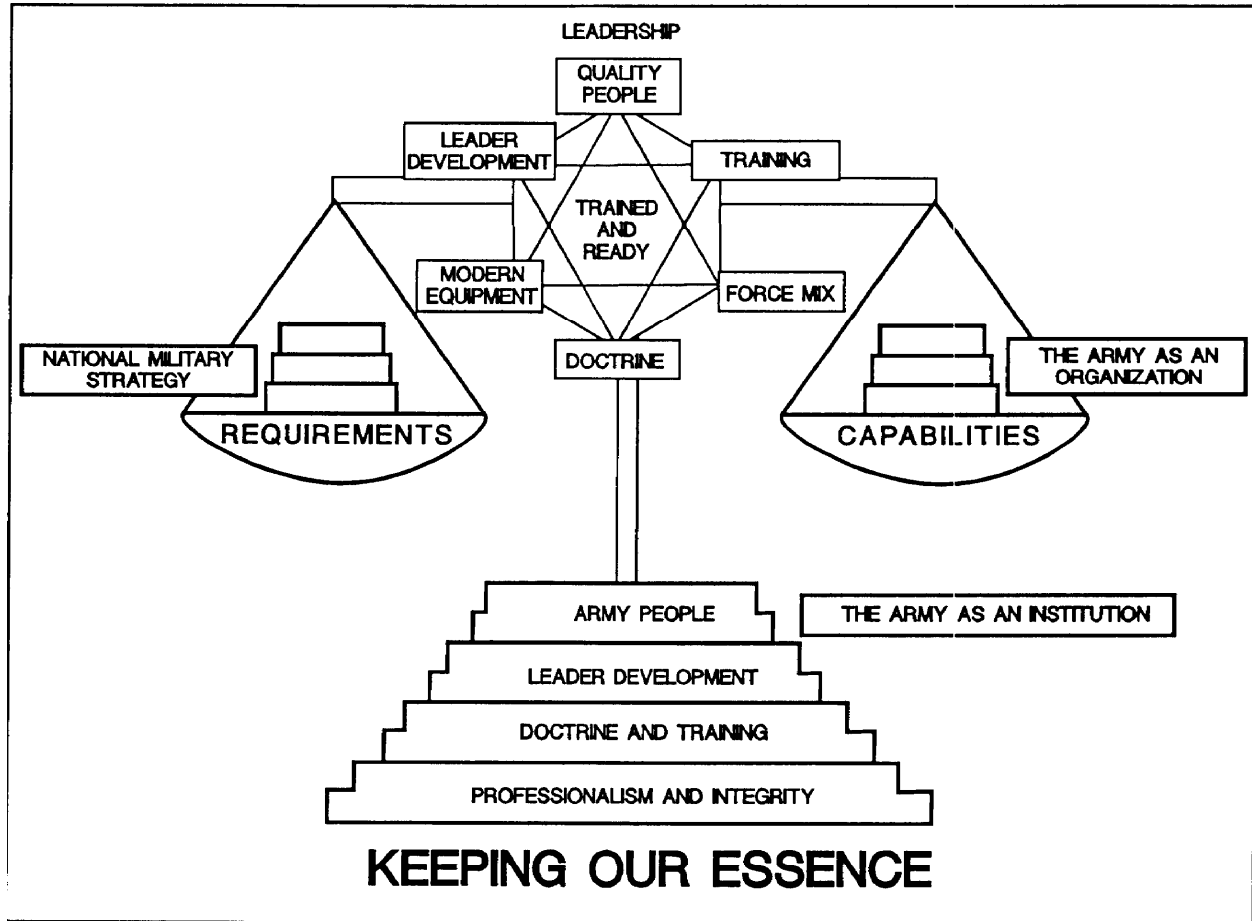 LEADERSHIP
QUALITY
PEOPLE
LEADER
DEVELOPMENT
TRAINING
TRAINED
AND
READY
MODERN
EQUIPMENT
FORCE MIX
DOCTRINE
NATIONAL MILITARY
STRATEGY
REQUIREMENTS
THE ARMY AS AN
ORGANIZATION
CAPABILITIES
ARMY PEOPLE
THE ARMY AS AN INSTITUTION
LEADER DEVELOPMENT
DOCTRINE AND TRAINING
PROFESSIONALISM AND INTEGRITY
KEEPING OUR ESSENCE